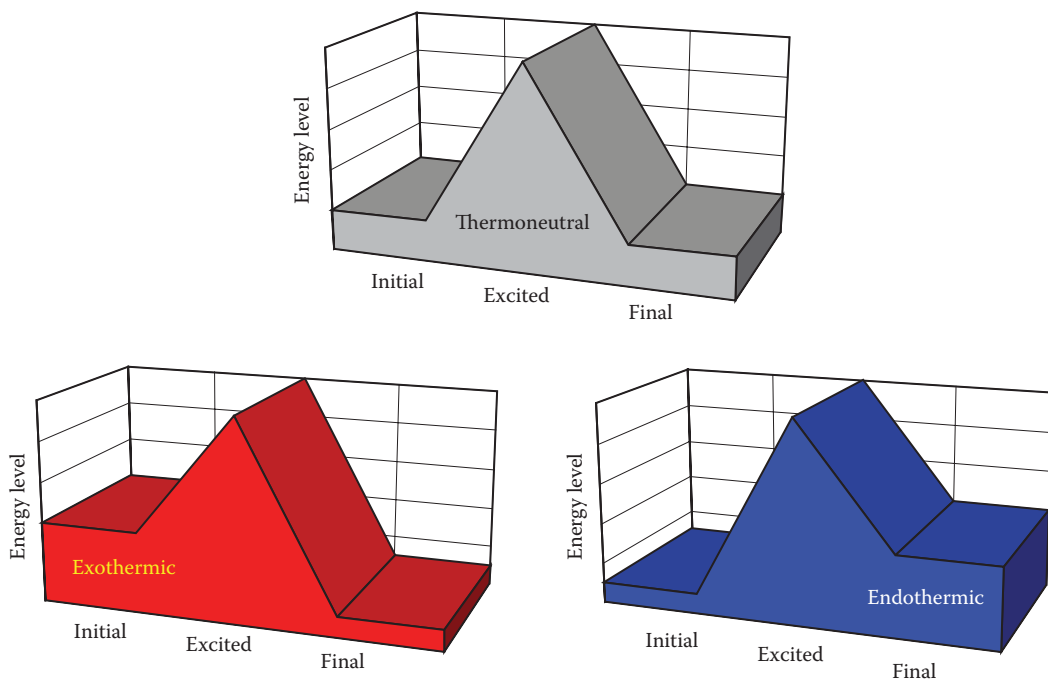 Energy level
Thermoneutral
Initial
Excited
Final
Energy level
Exothermic
Initial
Excited
Final
Energy level
Endothermic
Initial
Excited
Final